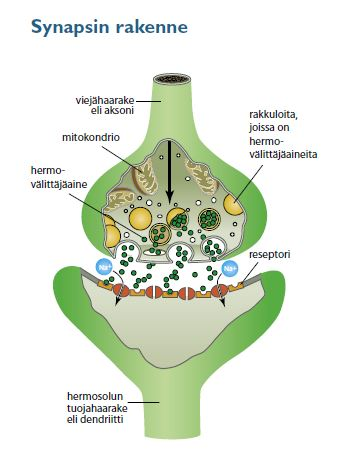 Synapsin rakenne
viejähaarake
eli aksoni
mitokondrio
hermo-
välittäjäaine
rakkuloita,
joissa on
hermo-
välittäjäaineita
reseptori
Na+
Na+
hermosolun
tuojahaarake
eli dendriitti